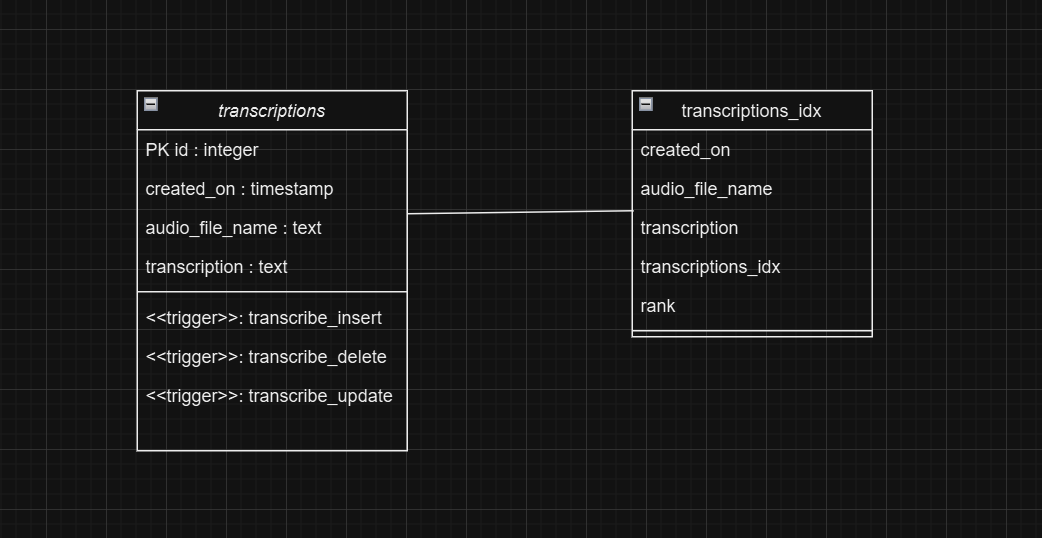 transcriptions
PK id : integer
created_on : timestamp
audio_file_name : text
transcription : text
<<trigger>>: transcribe_insert
<<trigger>>: transcribe_delete
<<trigger>>: transcribe_update
transcriptions_idx
created_on
audio_file_name
transcription
transcriptions_idx
rank